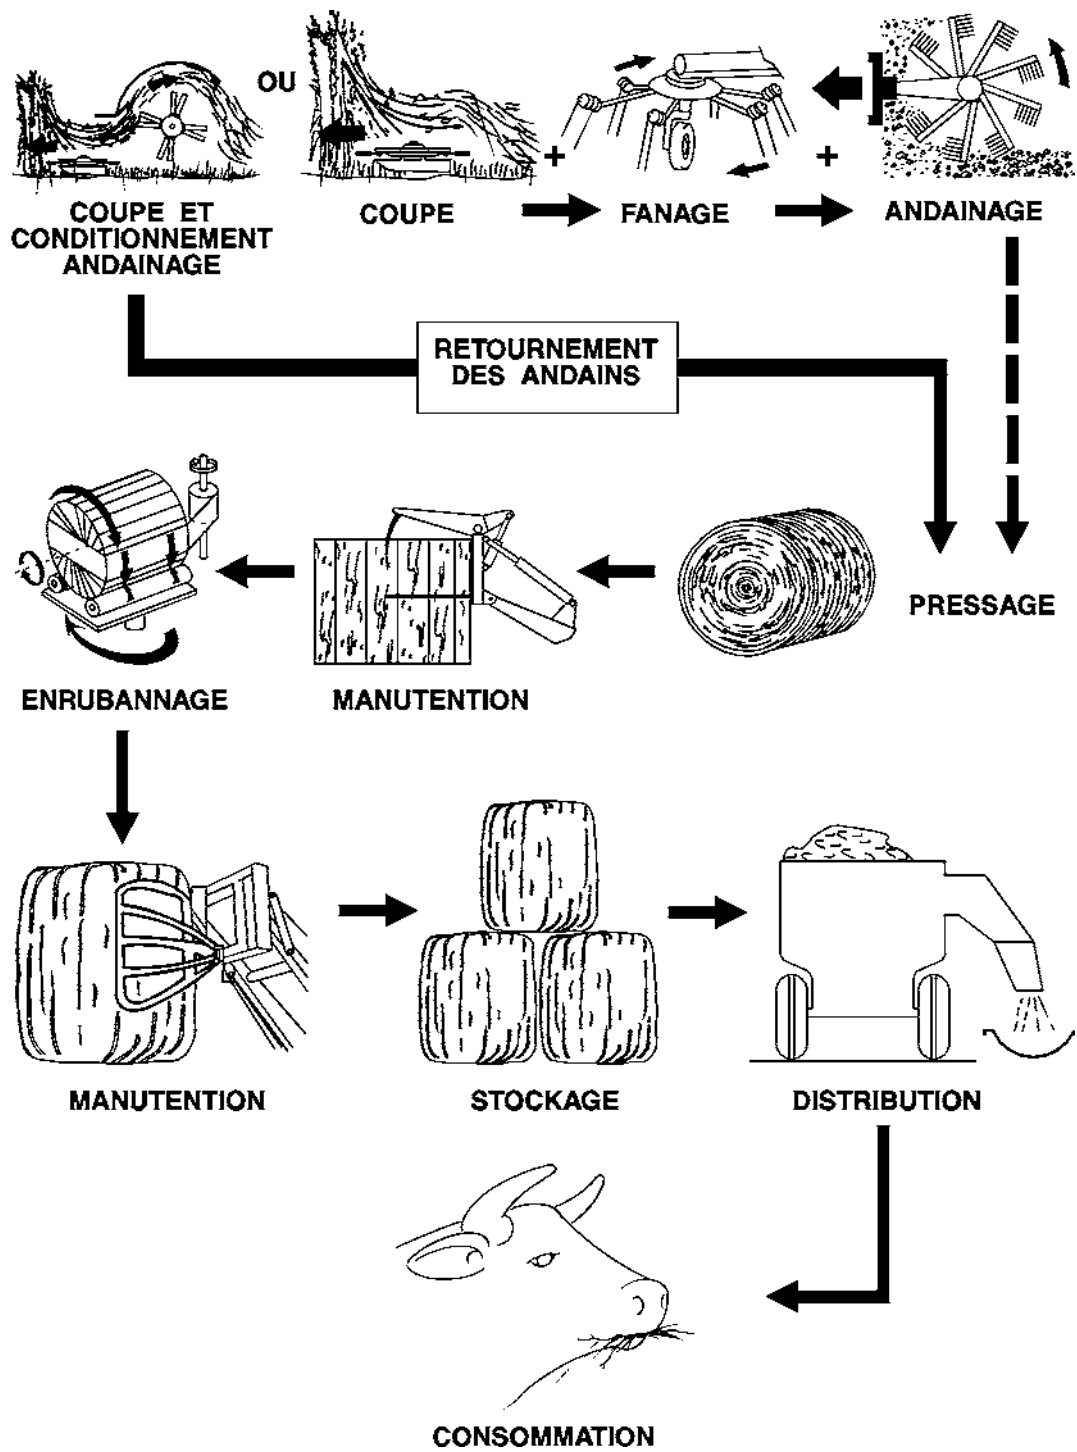 OU
+
+
COUPE ET
CONDITIONNEMENT
ANDAINAGE
COUPE
FANAGE
ANDAINAGE
RETOURNEMENT
DES ANDAINS
PRESSAGE
MANUTENTION
ENRUBANNAGE
MANUTENTION
STOCKAGE
DISTRIBUTION
CONSOMMATION